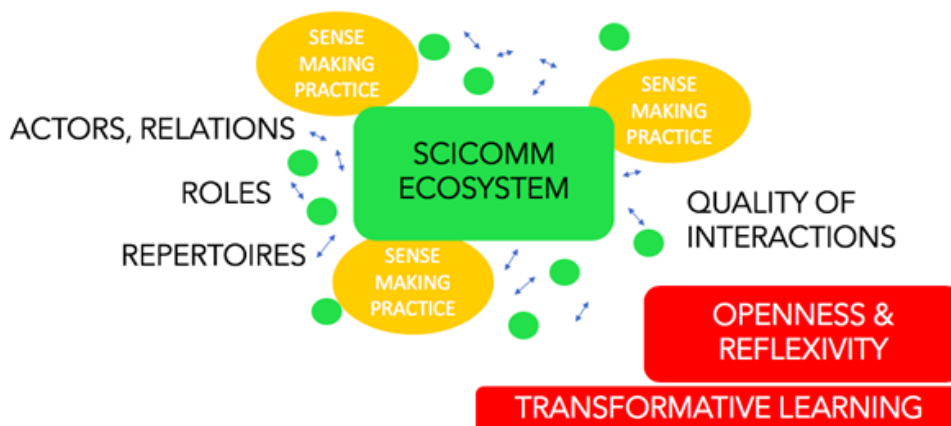 SENSE
MAKING
PRACTICE
SENSE
MAKING
PRACTICE
ACTORS, RELATIONS
SCICOMM
ECOSYSTEM
ROLES
QUALITY OF
INTERACTIONS
REPERTOIRES
SENSE
MAKING
PRACTICE
OPENNESS &
REFLEXIVITY
TRANSFORMATIVE LEARNING